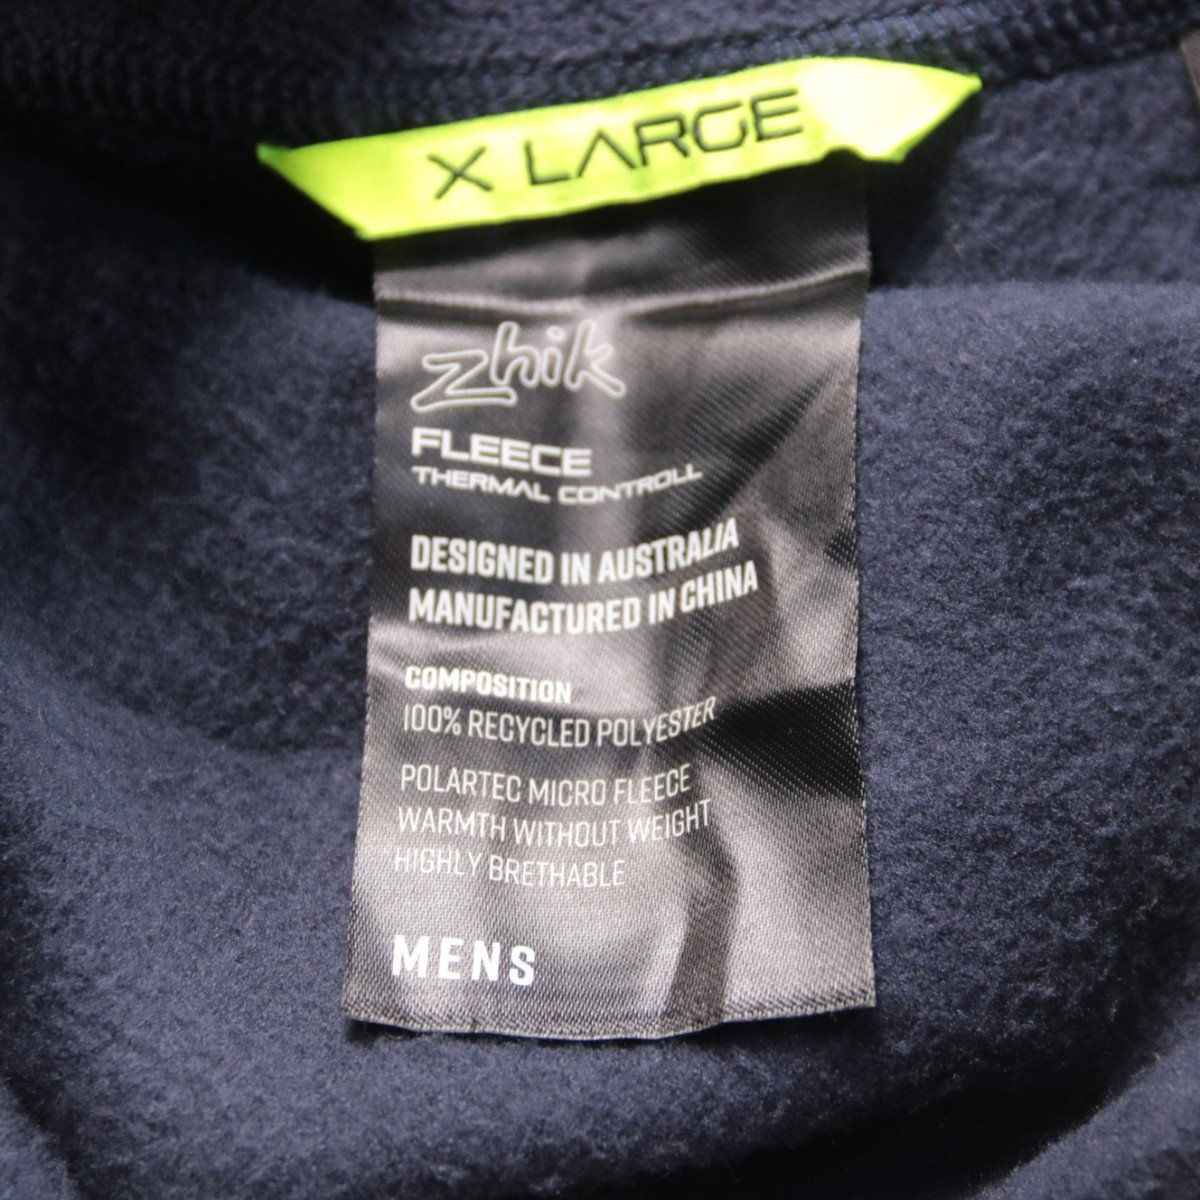 X LARGE
zhik
FLEECE
THERMAL CONTROLL
DESIGNED IN AUSTRALIA
MANUFACTURED IN CHINA
COMPOSITION
100% RECYCLED POLYESTER
POLARTEC MICRO FLEECE
WARMTH WITHOUT WEIGHT
HIGHLY BRETHABLE
MENS